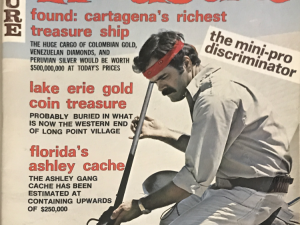 URE
found: cartagena's richest
treasure ship
THE HUGE CARGO OF COLOMBIAN GOLD,
VENEZUELAN DIAMONDS, AND
PERUVIAN SILVER WOULD BE WORTH
$500,000,000 AT TODAY'S PRICES
the mini-pro
discriminator
lake erie gold
coin treasure
PROBABLY BURIED IN WHAT
IS NOW THE WESTERN END
OF LONG POINT VILLAGE
florida's
ashley cache
THE ASHLEY GANG
CACHE HAS BEEN
ESTIMATED AT
CONTAINING UPWARDS
OF $250,000